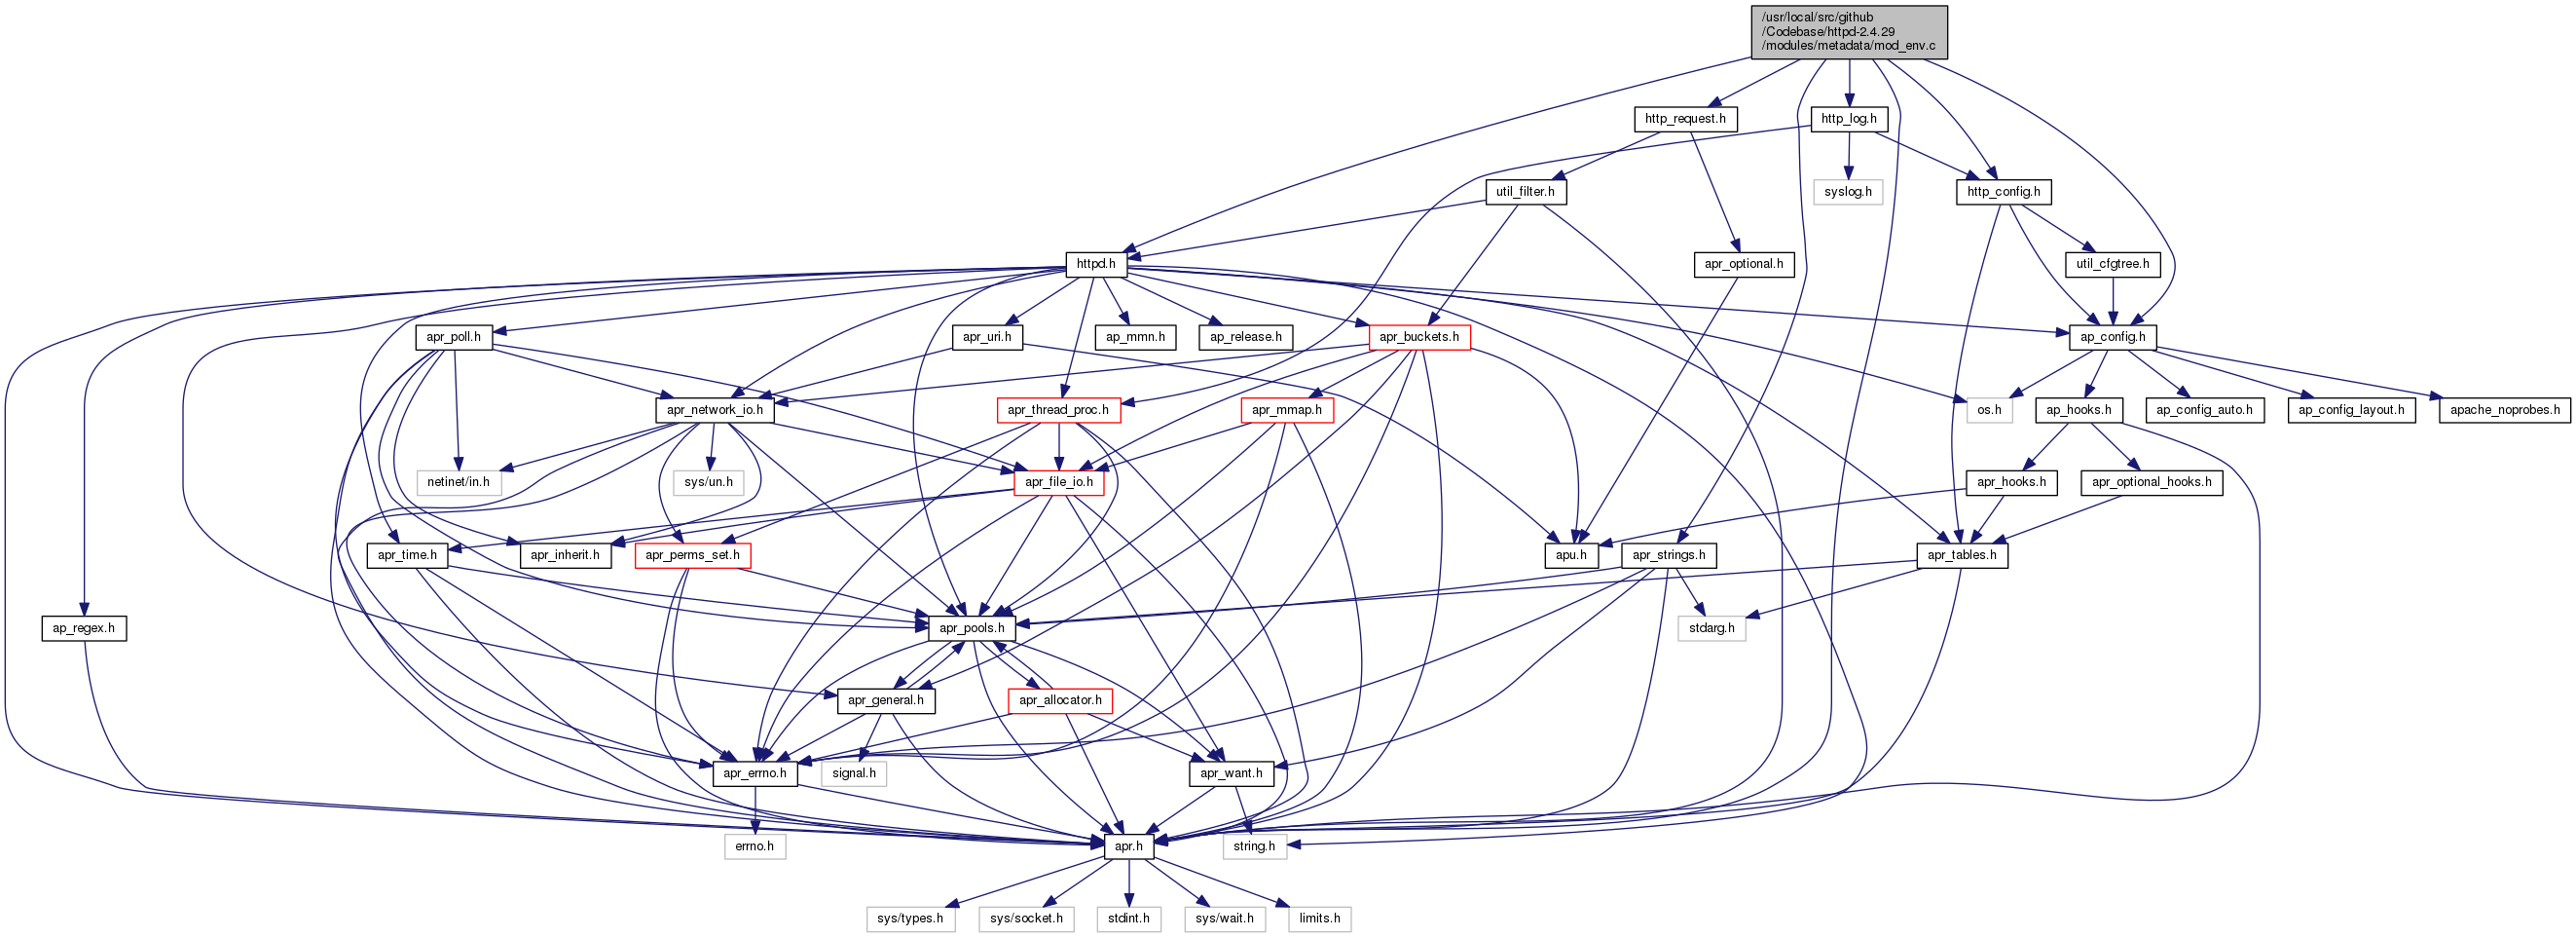 /usr/local/src/github
/Codebase/httpd-2.4.29
/modules/metadata/mod_env.c
http_request.h
http_log.h
util_filter.h
syslog.h
http_config.h
httpd.h
apr_optional.h
util_cfgtree.h
apr_poll.h
apr_uri.h
ap_mmn.h
ap_release.h
apr_buckets.h
ap_config.h
apr_network_io.h
apr_thread_proc.h
apr_mmap.h
os.h
ap_hooks.h
ap_config_auto.h
ap_config_layout.h
apache_noprobes.h
netinet/in.h
sys/un.h
apr_file_io.h
apr_hooks.h
apr_optional_hooks.h
apr_time.h
apr_inherit.h
apr_perms_set.h
apu.h
apr_strings.h
apr_tables.h
ap_regex.h
apr_pools.h
stdarg.h
apr_general.h
apr_allocator.h
apr_errno.h
signal.h
apr_want.h
errno.h
apr.h
string.h
sys/types.h
sys/socket.h
stdint.h
sys/wait.h
limits.h